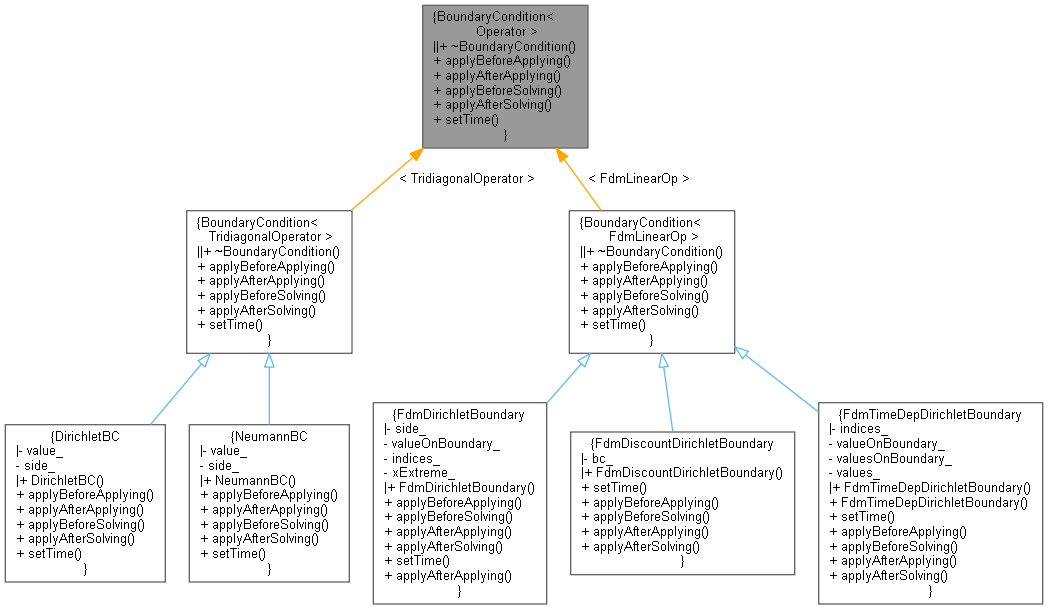 {BoundaryCondition<
Operator >
||+ ~BoundaryCondition()
+ applyBeforeApplying()
+ applyAfterApplying()
+ applyBeforeSolving()
+ applyAfterSolving()
+ setTime()
}
< TridiagonalOperator >
< FdmLinearOp >
{BoundaryCondition<
TridiagonalOperator >
||+ ~BoundaryCondition()
+ applyBeforeApplying()
+ applyAfterApplying()
+ applyBeforeSolving()
+ applyAfterSolving()
+ setTime()
}
{BoundaryCondition<
FdmLinearOp >
||+ ~BoundaryCondition()
+ applyBeforeApplying()
+ applyAfterApplying()
+ applyBeforeSolving()
+ applyAfterSolving()
+ setTime()
}
{DirichletBC
|- value_
- side_
|+ DirichletBC()
+ applyBeforeApplying()
+ applyAfterApplying()
+ applyBeforeSolving()
+ applyAfterSolving()
+ setTime()
}
{NeumannBC
|- value_
- side_
|+ NeumannBC()
+ applyBeforeApplying()
+ applyAfterApplying()
+ applyBeforeSolving()
+ applyAfterSolving()
+ setTime()
}
{FdmDirichletBoundary
|- side_
- valueOnBoundary_
- indices_
- xExtreme_
|+ FdmDirichletBoundary()
+ applyBeforeApplying()
+ applyBeforeSolving()
+ applyAfterApplying()
+ applyAfterSolving()
+ setTime()
+ applyAfterApplying()
}
{FdmDiscountDirichletBoundary
|- bc_
|+ FdmDiscountDirichletBoundary()
+ setTime()
+ applyBeforeApplying()
+ applyBeforeSolving()
+ applyAfterApplying()
+ applyAfterSolving()
}
{FdmTimeDepDirichletBoundary
|- indices_
- valueOnBoundary_
- valuesOnBoundary_
- values_
|+ FdmTimeDepDirichletBoundary()
+ FdmTimeDepDirichletBoundary()
+ setTime()
+ applyBeforeApplying()
+ applyBeforeSolving()
+ applyAfterApplying()
+ applyAfterSolving()
}